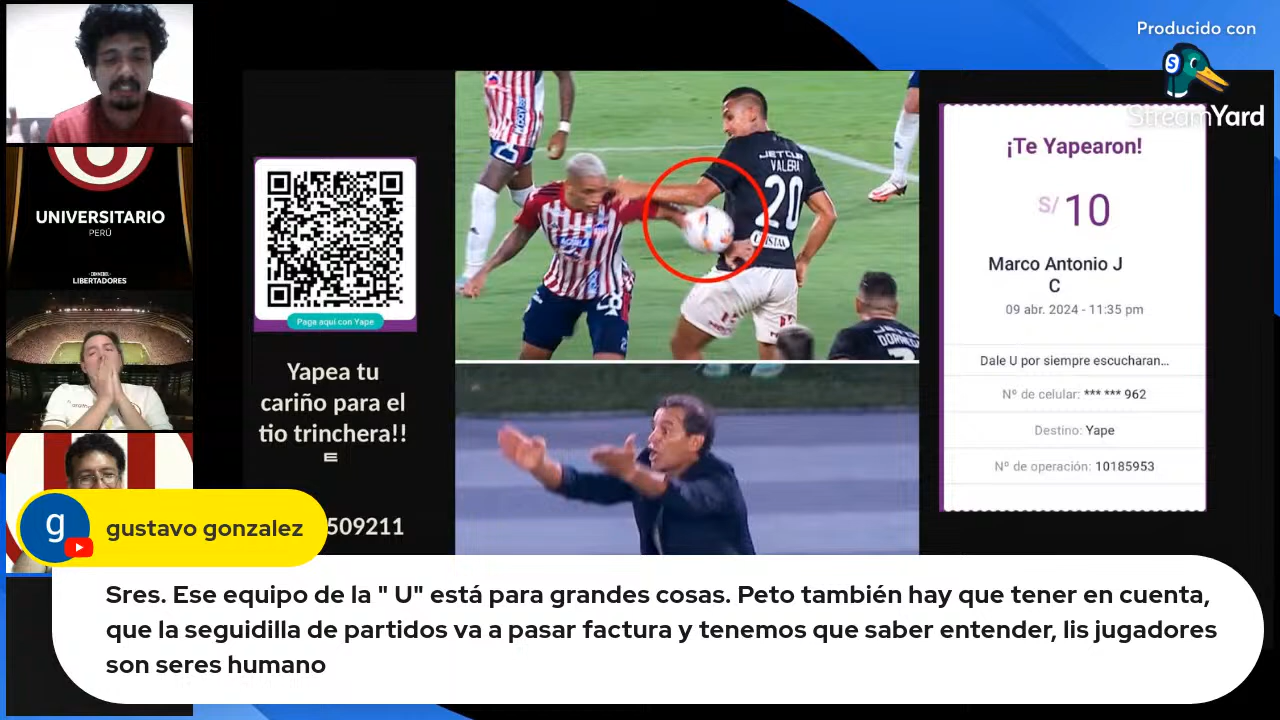 Producido con
StreamYard
UNIVERSITARIO
PERÚ
LIBERTADORES
Paga aquí con Yape
Yapea tu
cariño para el
tio trinchera!!
509211
JETOUR
VALERA
20
AGUILA
¡Te Yapearon!
S/ 10
Marco Antonio J
C
09 abr. 2024 - 11:35 pm
Dale U por siempre escucharan...
Nº de celular: *** *** 962
Destino: Yape
Nº de operación: 10185953
g
gustavo gonzalez
Sres. Ese equipo de la " U" está para grandes cosas. Peto también hay que tener en cuenta,
que la seguidilla de partidos va a pasar factura y tenemos que saber entender, lis jugadores
son seres humano